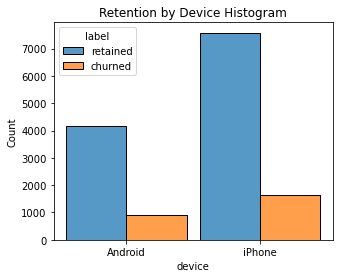 Retention by Device Histogram
label
retained
churned
7000
6000
5000
4000
3000
2000
1000
0
Count
Android
iPhone
device